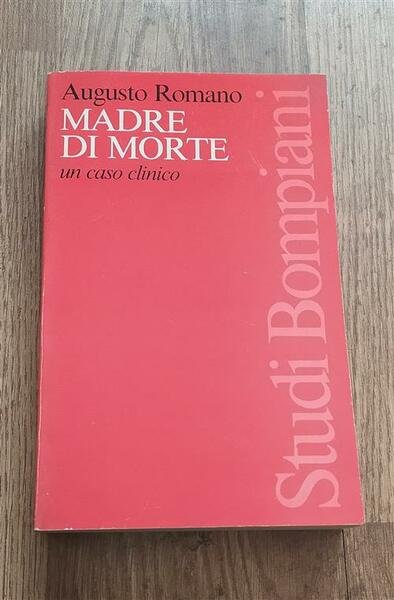 Augusto Romano
MADRE
DI MORTE
un caso clinico
Studi Bompiani